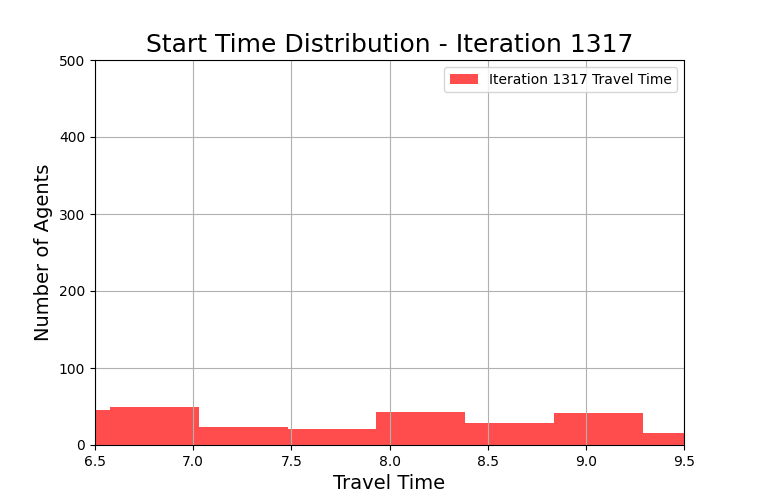 Start Time Distribution - Iteration 1317
Iteration 1317 Travel Time
Number of Agents
500
400
300
200
100
0
6.5 7.0 7.5 8.0 8.5 9.0 9.5
Travel Time